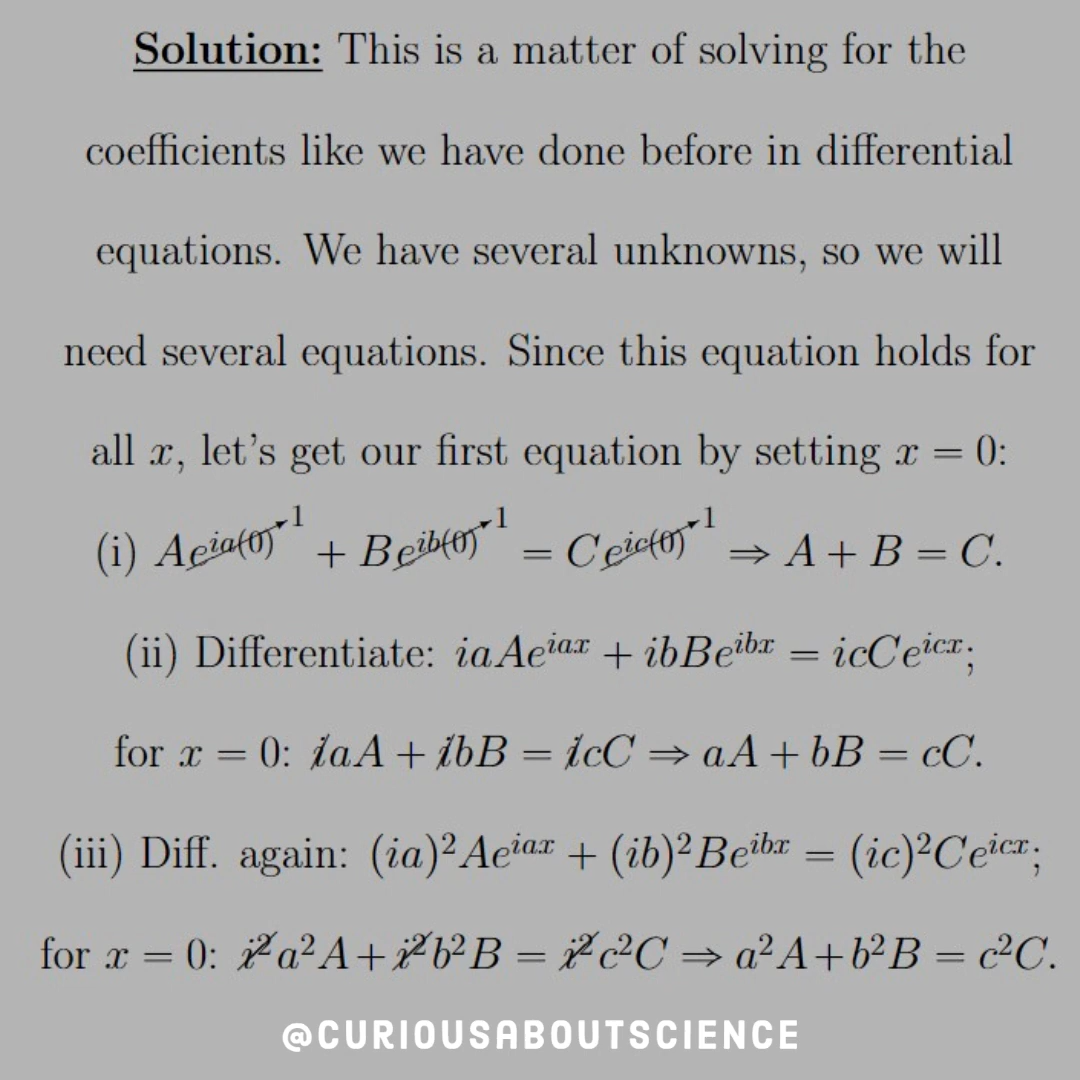 Solution: This is a matter of solving for the
coefficients like we have done before in differential
equations. We have several unknowns, so we will
need several equations. Since this equation holds for
all x, let's get our first equation by setting x = 0:
(i) Ae^{ia(0)}^1 + Be^{ib(0)}^1 = Ce^{ic(0)}^1 ⇒ A + B = C.
(ii) Differentiate: iaAe^{iax} + ibBe^{ibx} = icCe^{icx};
for x = 0: iaA + ibB = icC ⇒ aA + bB = cC.
(iii) Diff. again: (ia)²Ae^{iax} + (ib)²Be^{ibx} = (ic)²Ce^{icx};
for x = 0: i²a²A + i²b²B = i²c²C ⇒ a²A + b²B = c²C.
@CURIOUSABOUTSCIENCE